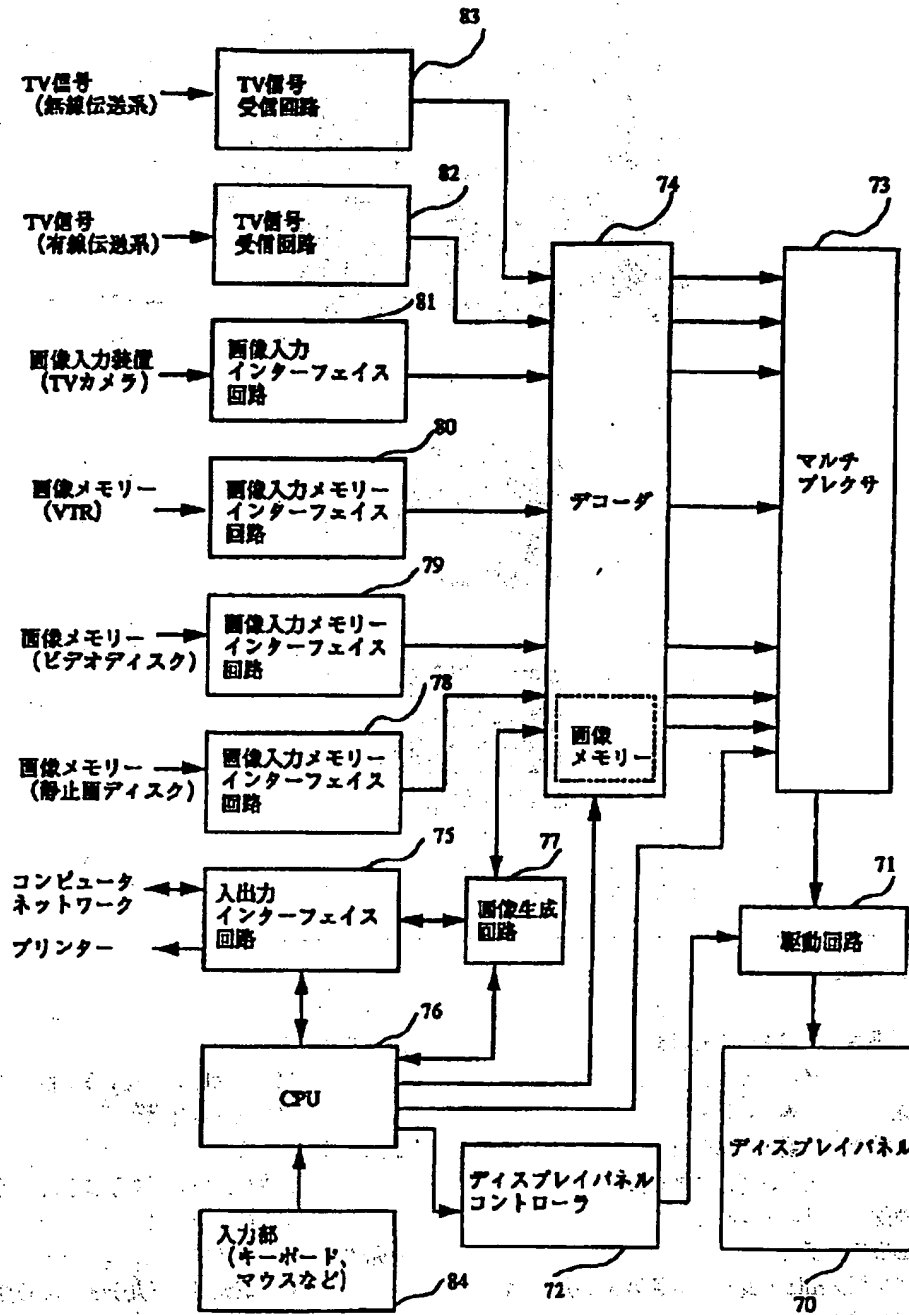 83
TV信号
(無線伝送系)
TV信号
受信回路
82
TV信号
(有線伝送系)
TV信号
受信回路
74
73
81
画像入力装置
(TVカメラ)
画像入力
インターフェイス
回路
80
画像メモリー
(VTR)
画像入力メモリー
インターフェイス
回路
デコーダ
マルチ
プレクサ
79
画像メモリー
(ビデオディスク)
画像入力メモリー
インターフェイス
回路
78
画像メモリー
(静止画ディスク)
画像入力メモリー
インターフェイス
回路
画像
メモリー
75
77
71
コンピュータ
ネットワーク
プリンター
入出力
インターフェイス
回路
画像生成
回路
駆動回路
76
CPU
ディスプレイパネル
コントローラ
ディスプレイパネル
入力部
(キーボード、
マウスなど)
84
72
70